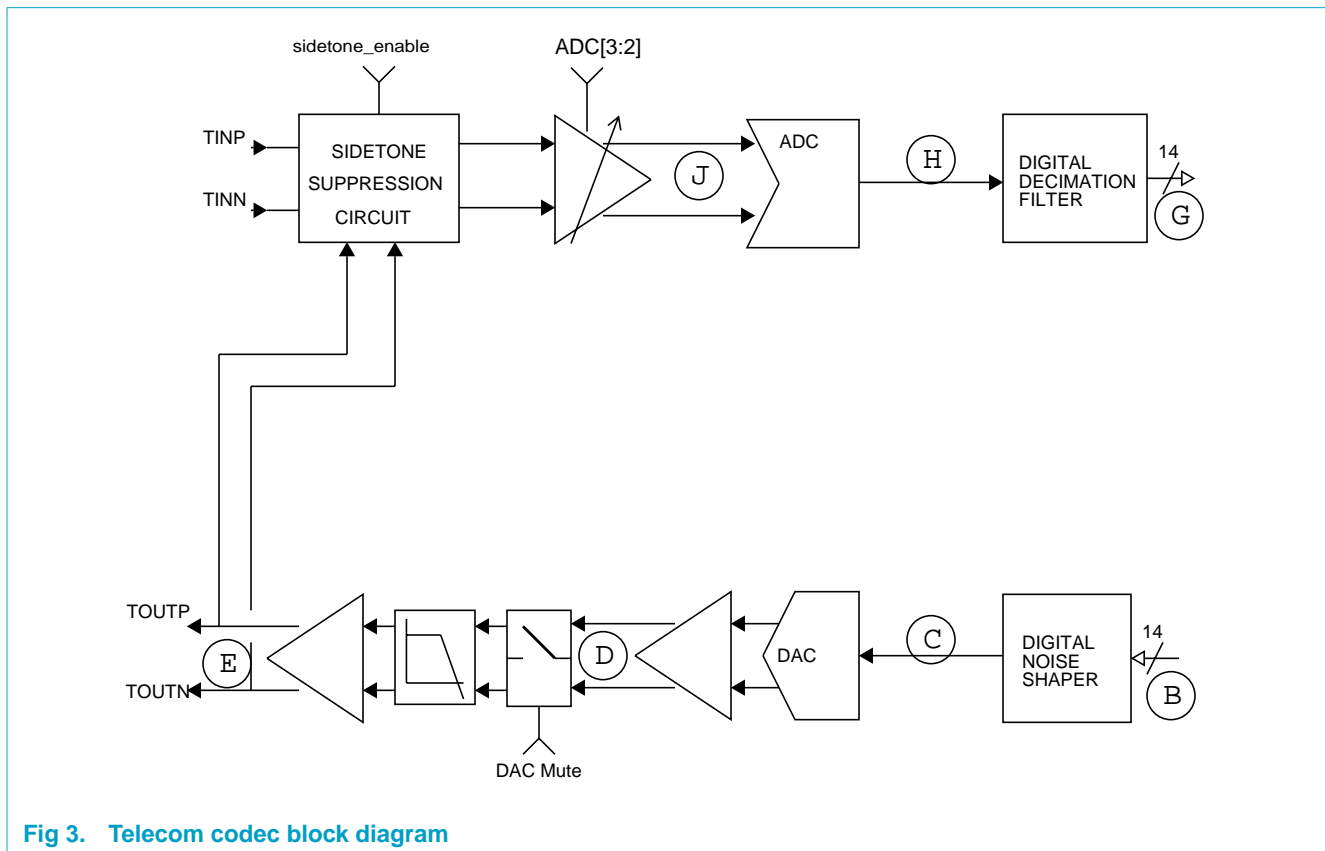 sidetone_enable
ADC[3:2]
TINP
TINN
SIDETONE
SUPPRESSION
CIRCUIT
J
ADC
H
DIGITAL
DECIMATION
FILTER
14
G
TOUTP
TOUTN
E
D
DAC Mute
DAC
C
DIGITAL
NOISE
SHAPER
14
B
Fig 3. Telecom codec block diagram